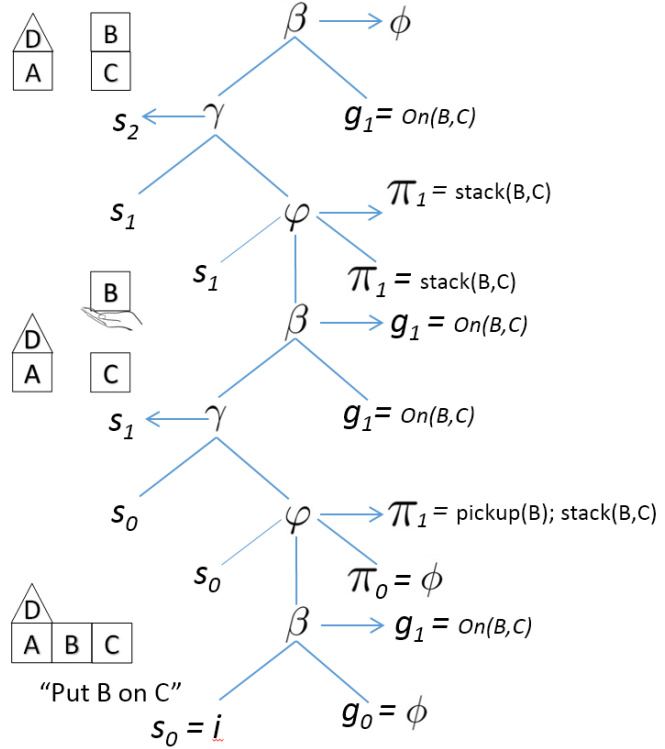 D
B
β → ϕ
A
C
s₂ ← γ
g₁ = On(B,C)
s₁
φ → π₁ = stack(B,C)
s₁
π₁ = stack(B,C)
B
β → g₁ = On(B,C)
D
A
C
s₁ ← γ
g₁ = On(B,C)
s₀
φ → π₁ = pickup(B); stack(B,C)
s₀
π₀ = ϕ
D
β → g₁ = On(B,C)
A B C
“Put B on C”
s₀ = i
g₀ = ϕ